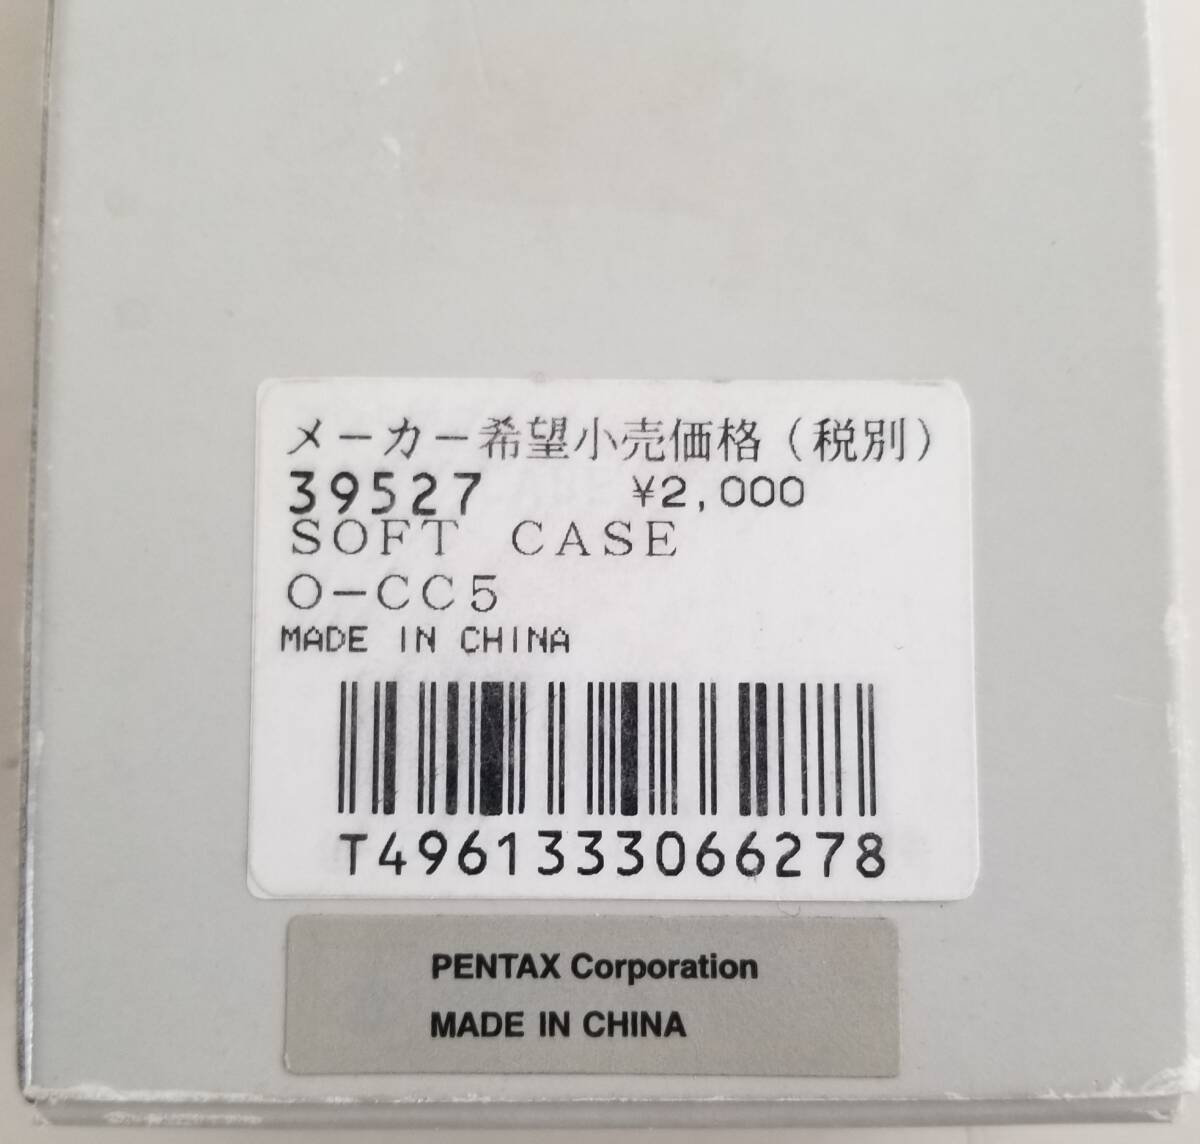 メーカー希望小売価格（税別）
39527 ¥2,000
SOFT CASE
O-CC5
MADE IN CHINA
T4961333066278
PENTAX Corporation
MADE IN CHINA